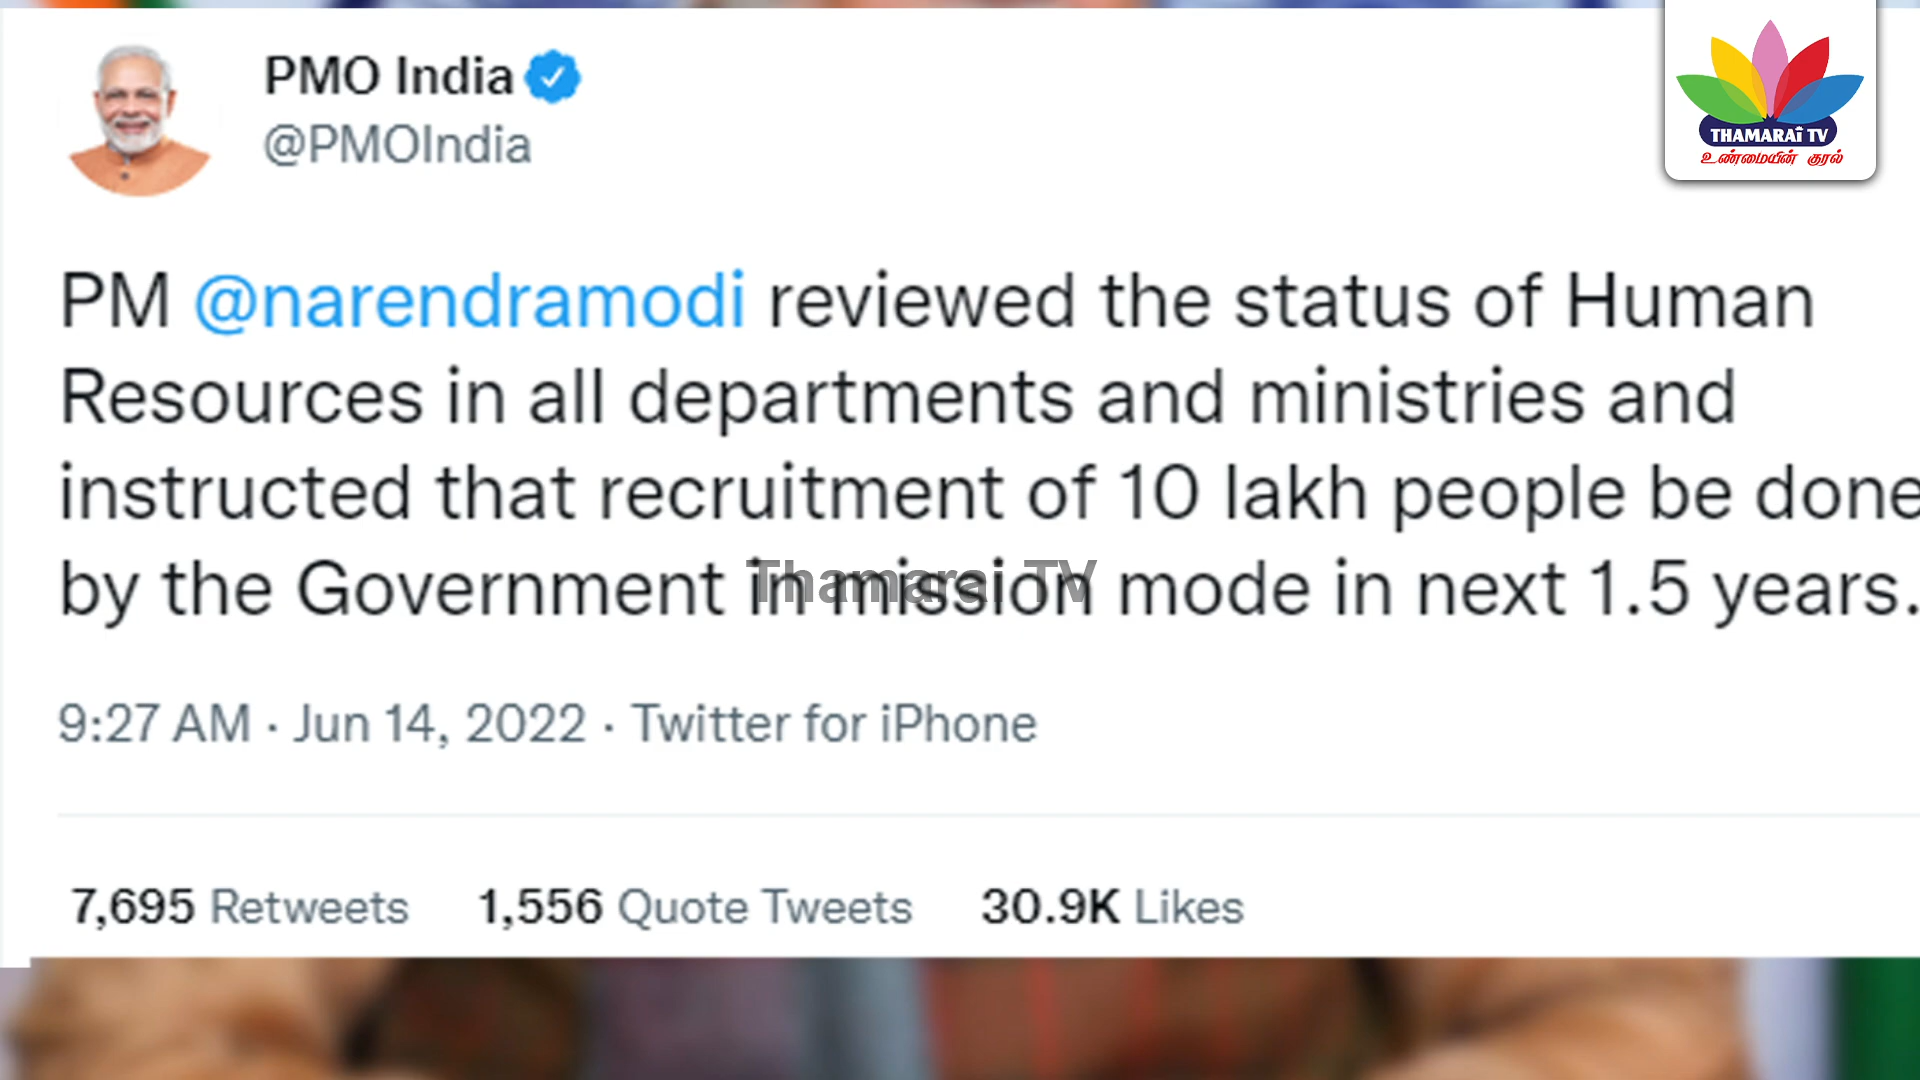 PMO India
@PMOIndia
THAMARAI TV
உண்மையின் குரல்
PM @narendramodi reviewed the status of Human
Resources in all departments and ministries and
instructed that recruitment of 10 lakh people be done
by the Government in mission mode in next 1.5 years.
Thamarai TV
9:27 AM · Jun 14, 2022 · Twitter for iPhone
7,695 Retweets 1,556 Quote Tweets 30.9K Likes